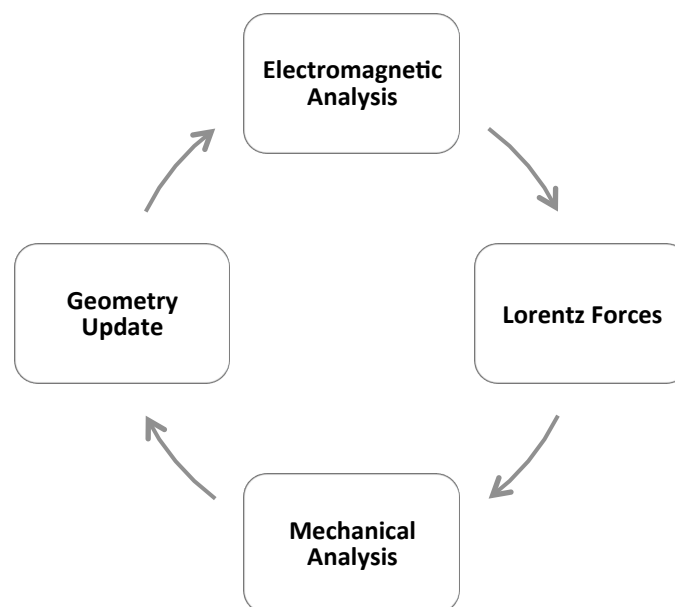 Electromagnetic
Analysis
Geometry
Update
Lorentz Forces
Mechanical
Analysis